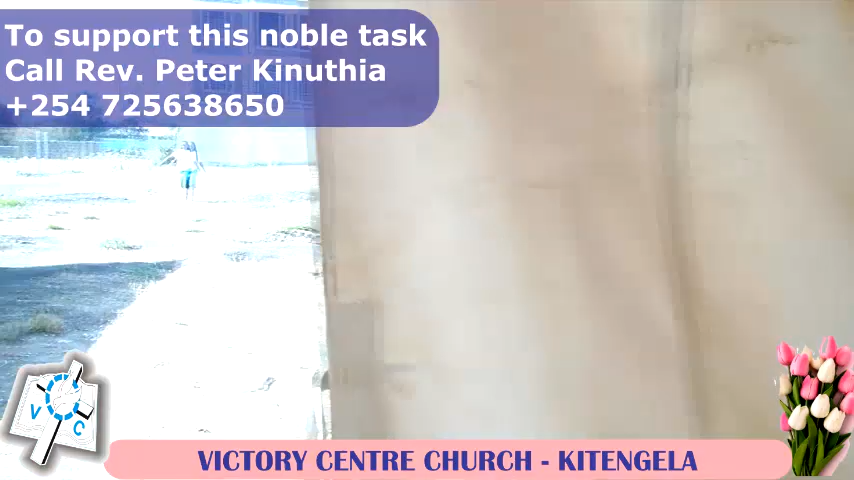 To support this noble task
Call Rev. Peter Kinuthia
+254 725638650
V
C
VICTORY CENTRE CHURCH - KITENGELA